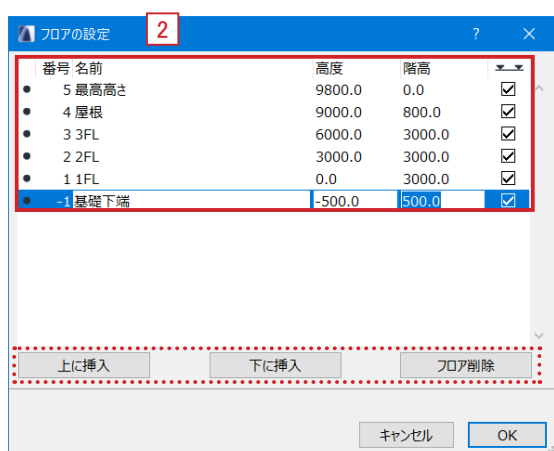 フロアの設定 2 ? ×
番号 名前 高度 階高
5 最高高さ 9800.0 0.0
4 屋根 9000.0 800.0
3 3FL 6000.0 3000.0
2 2FL 3000.0 3000.0
1 1FL 0.0 3000.0
-1 基礎下端 -500.0 500.0
上に挿入 下に挿入 フロア削除
キャンセル OK